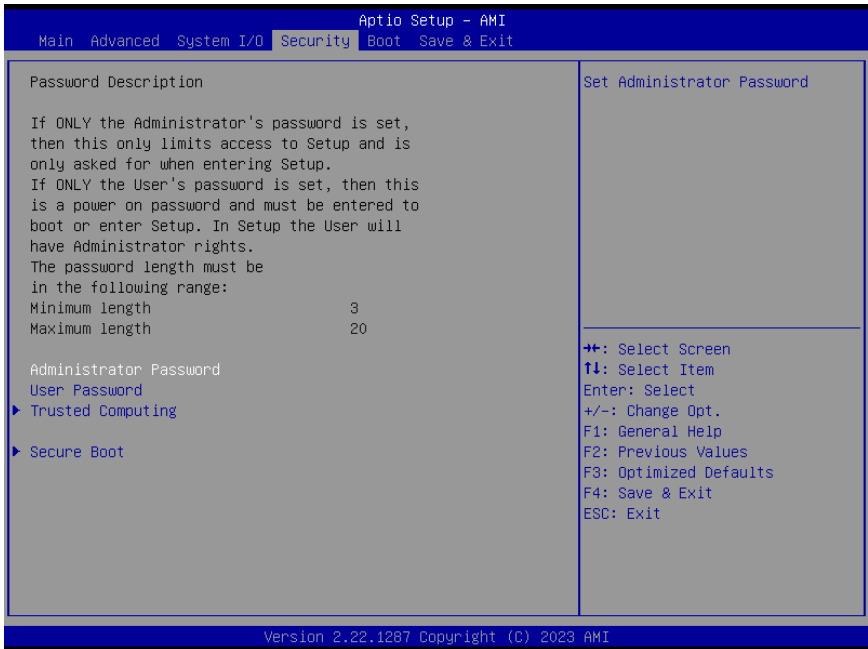 Aptio Setup – AMI
Main Advanced System I/O Security Boot Save & Exit
Password Description
If ONLY the Administrator's password is set,
then this only limits access to Setup and is
only asked for when entering Setup.
If ONLY the User's password is set, then this
is a power on password and must be entered to
boot or enter Setup. In Setup the User will
have Administrator rights.
The password length must be
in the following range:
Minimum length 3
Maximum length 20
Administrator Password
User Password
Trusted Computing
Secure Boot
Set Administrator Password
→←: Select Screen
↑↓: Select Item
Enter: Select
+/-: Change Opt.
F1: General Help
F2: Previous Values
F3: Optimized Defaults
F4: Save & Exit
ESC: Exit
Version 2.22.1287 Copyright (C) 2023 AMI